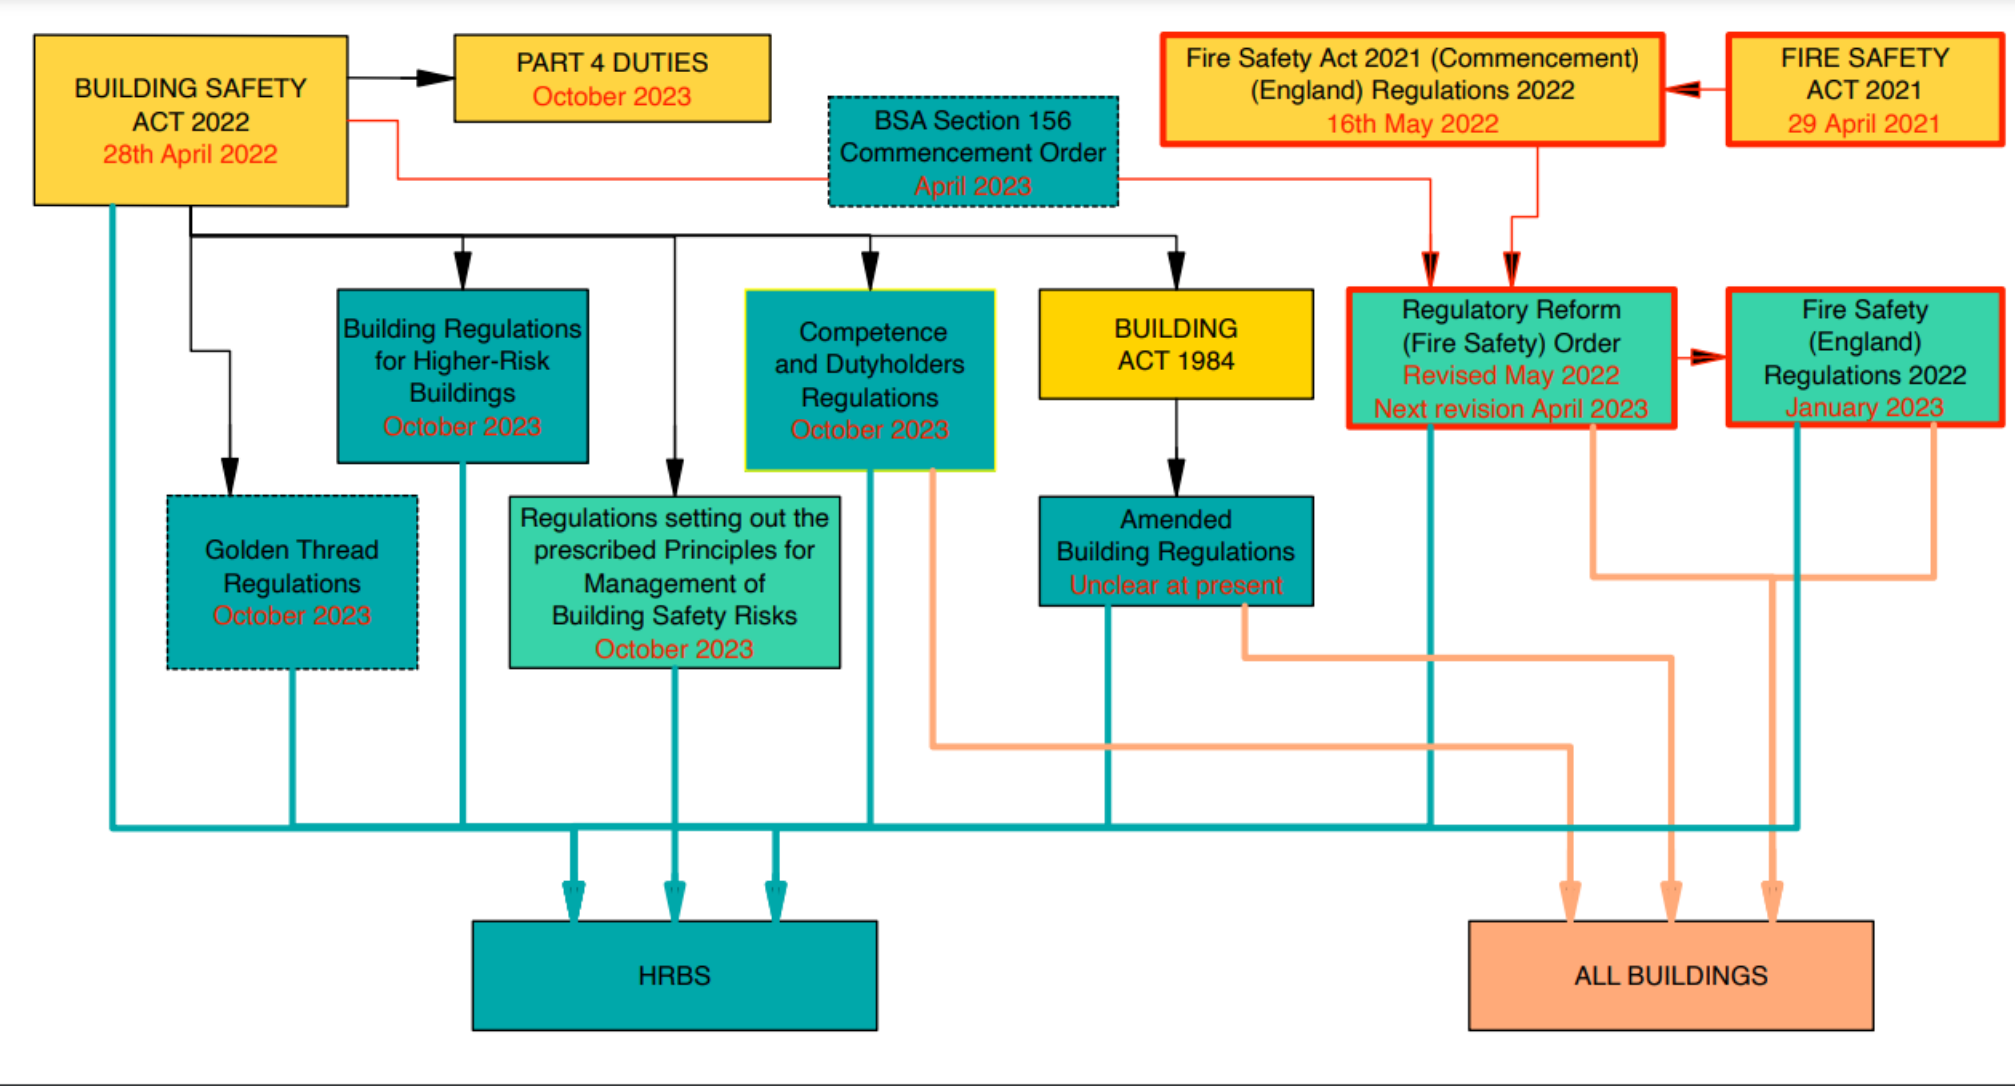 BUILDING SAFETY
ACT 2022
28th April 2022
PART 4 DUTIES
October 2023
BSA Section 156
Commencement Order
April 2023
Fire Safety Act 2021 (Commencement)
(England) Regulations 2022
16th May 2022
FIRE SAFETY
ACT 2021
29 April 2021
Building Regulations
for Higher-Risk
Buildings
October 2023
Competence
and Dutyholders
Regulations
October 2023
BUILDING
ACT 1984
Regulatory Reform
(Fire Safety) Order
Revised May 2022
Next revision April 2023
Fire Safety
(England)
Regulations 2022
January 2023
Golden Thread
Regulations
October 2023
Regulations setting out the
prescribed Principles for
Management of
Building Safety Risks
October 2023
Amended
Building Regulations
Unclear at present
HRBS
ALL BUILDINGS